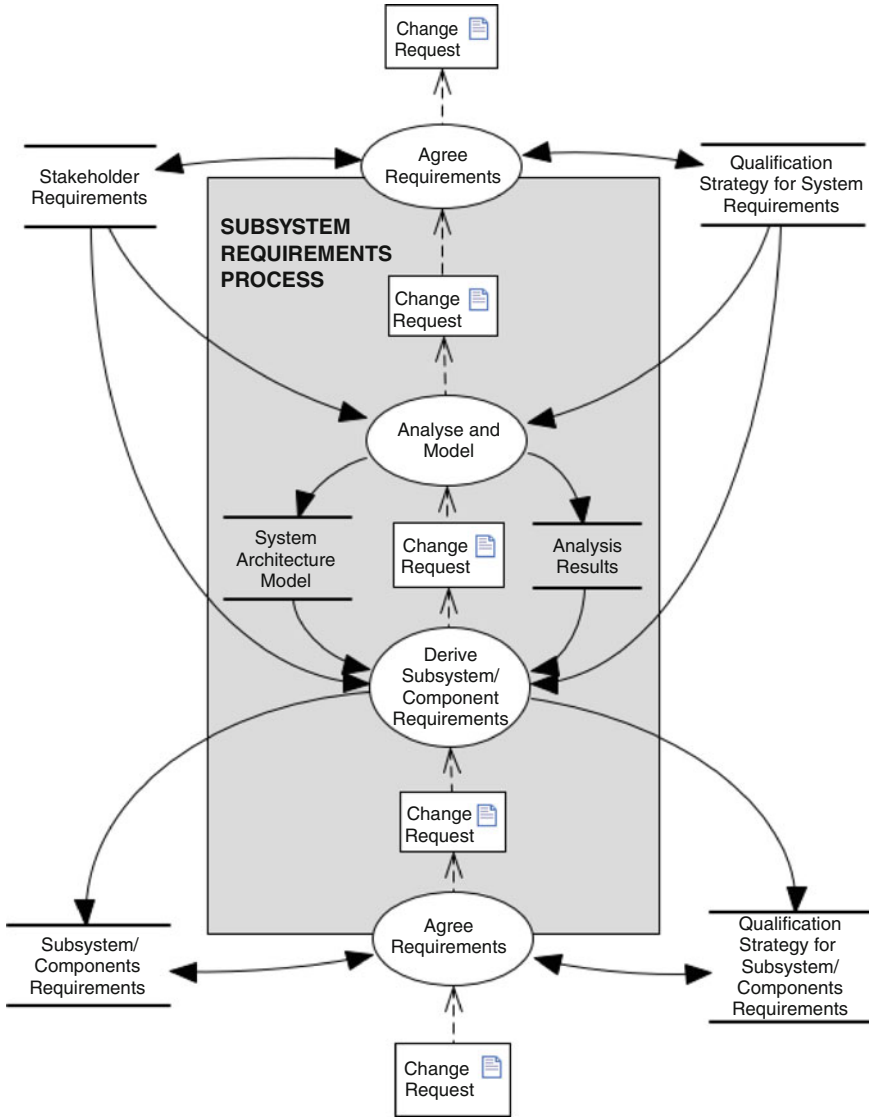 Change
Request
Agree
Requirements
Stakeholder
Requirements
Qualification
Strategy for System
Requirements
SUBSYSTEM
REQUIREMENTS
PROCESS
Change
Request
Analyse and
Model
System
Architecture
Model
Change
Request
Analysis
Results
Derive
Subsystem/
Component
Requirements
Change
Request
Agree
Requirements
Subsystem/
Components
Requirements
Qualification
Strategy for
Subsystem/
Components
Requirements
Change
Request